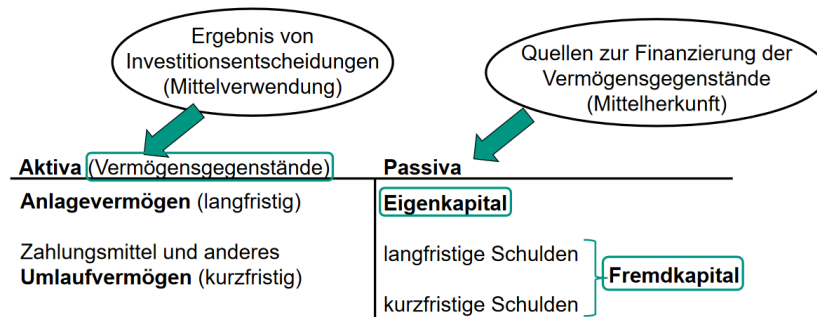 Ergebnis von
Investitionsentscheidungen
(Mittelverwendung)
Quellen zur Finanzierung der
Vermögensgegenstände
(Mittelherkunft)
Aktiva (Vermögensgegenstände)
Passiva
Anlagevermögen (langfristig)
Eigenkapital
Zahlungsmittel und anderes
Umlaufvermögen (kurzfristig)
langfristige Schulden
Fremdkapital
kurzfristige Schulden